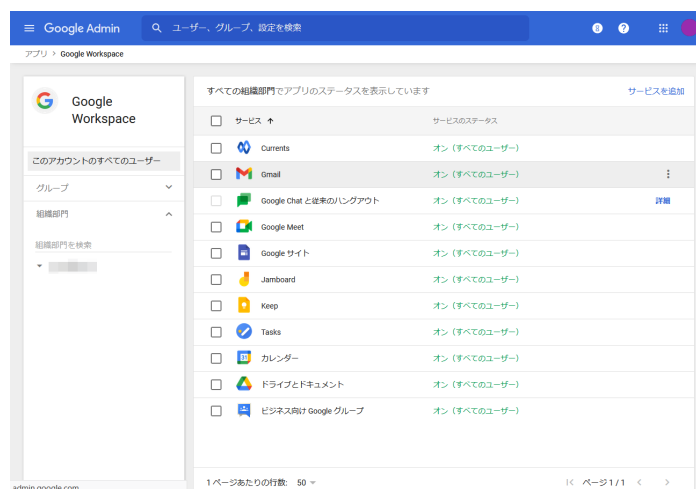 Google Admin
ユーザー、グループ、設定を検索
アプリ > Google Workspace
Google
Workspace
このアカウントのすべてのユーザー
グループ
組織部門
組織部門を検索
すべての組織部門でアプリのステータスを表示しています
サービスを追加
サービス サービスのステータス
Currents オン（すべてのユーザー）
Gmail オン（すべてのユーザー）
Google Chat と従来のハングアウト オン（すべてのユーザー） 詳細
Google Meet オン（すべてのユーザー）
Google サイト オン（すべてのユーザー）
Jamboard オン（すべてのユーザー）
Keep オン（すべてのユーザー）
Tasks オン（すべてのユーザー）
カレンダー オン（すべてのユーザー）
ドライブとドキュメント オン（すべてのユーザー）
ビジネス向け Google グループ オン（すべてのユーザー）
1 ページあたりの行数: 50
ページ 1 / 1
admin.google.com